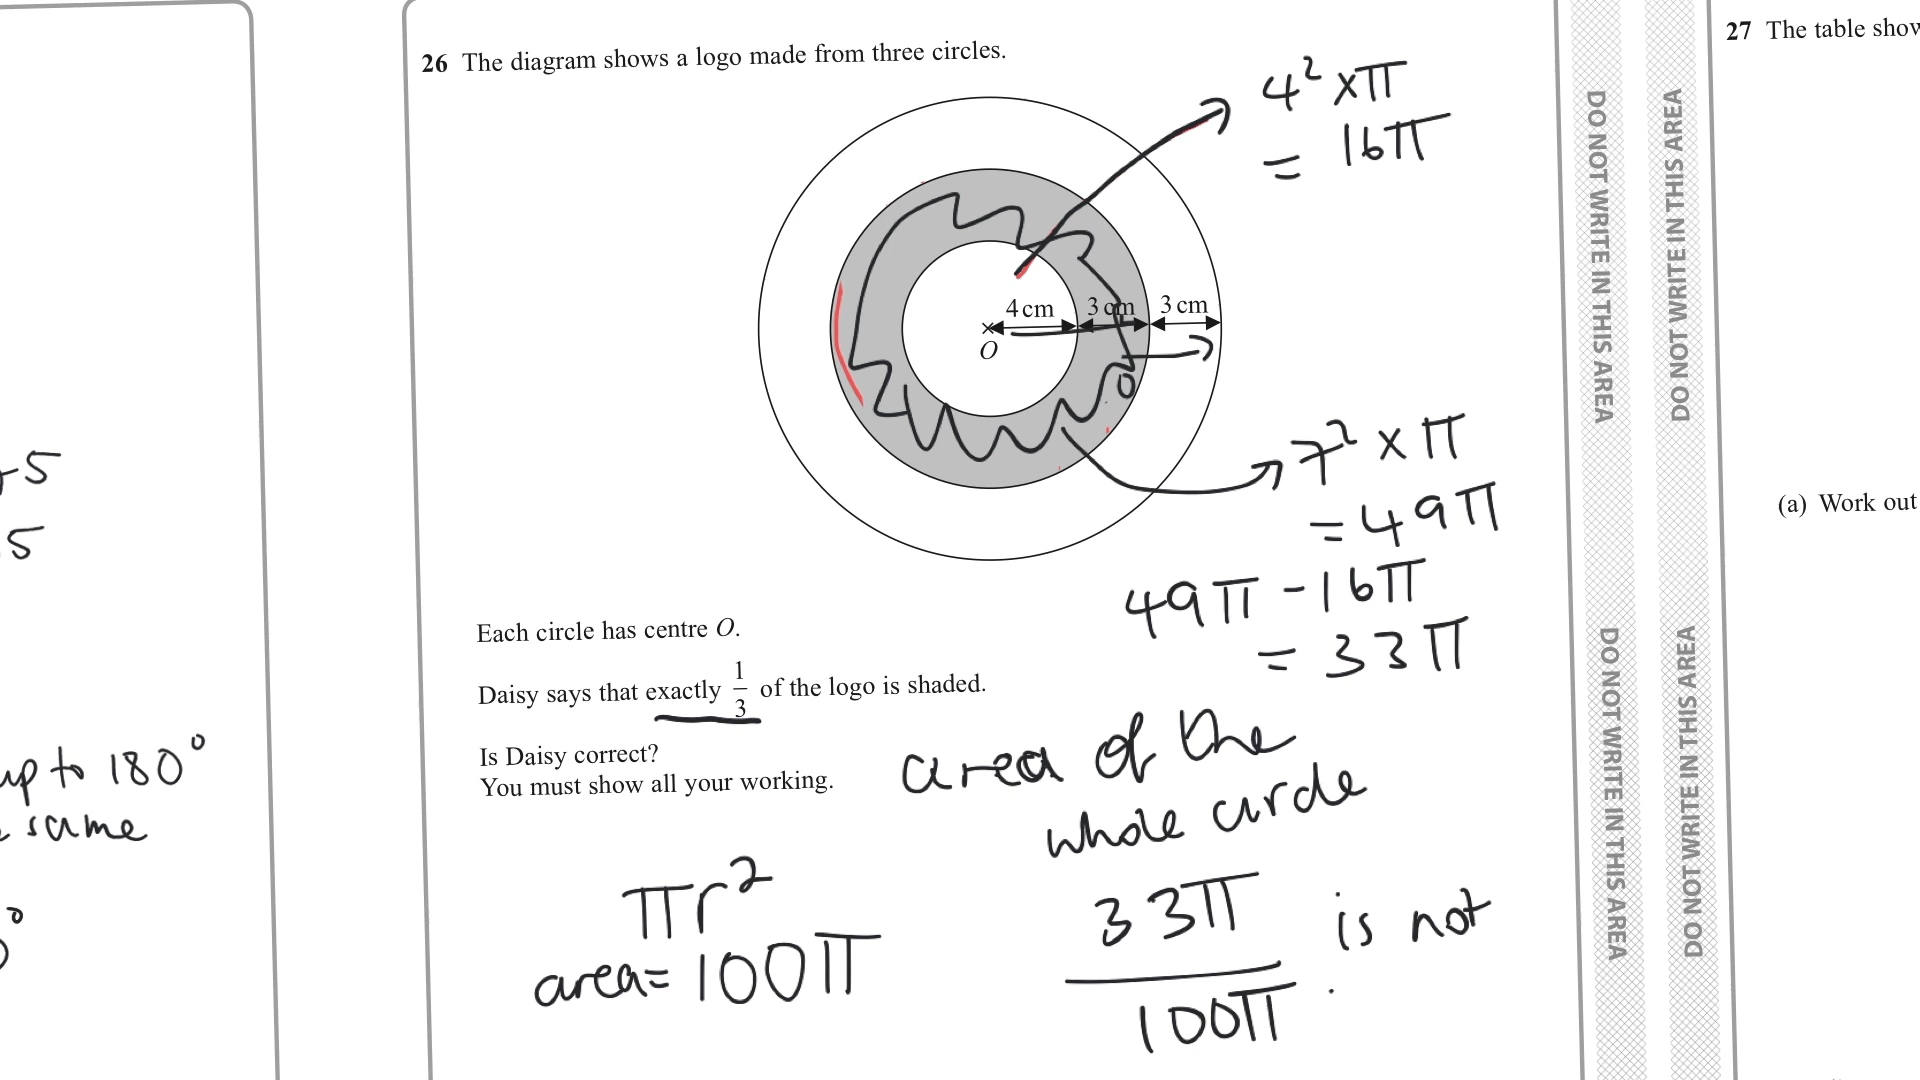 26 The diagram shows a logo made from three circles.
4² × π
= 16π
4 cm 3 cm 3 cm
O
7² × π
= 49π
49π - 16π
= 33π
Each circle has centre O.
Daisy says that exactly 1/3 of the logo is shaded.
Is Daisy correct?
You must show all your working.
area of the
whole circle
πr²
area = 100π
33π/100π is not
DO NOT WRITE IN THIS AREA
DO NOT WRITE IN THIS AREA
DO NOT WRITE IN THIS AREA
DO NOT WRITE IN THIS AREA
27 The table show
(a) Work out
-5
5
up to 180°
same